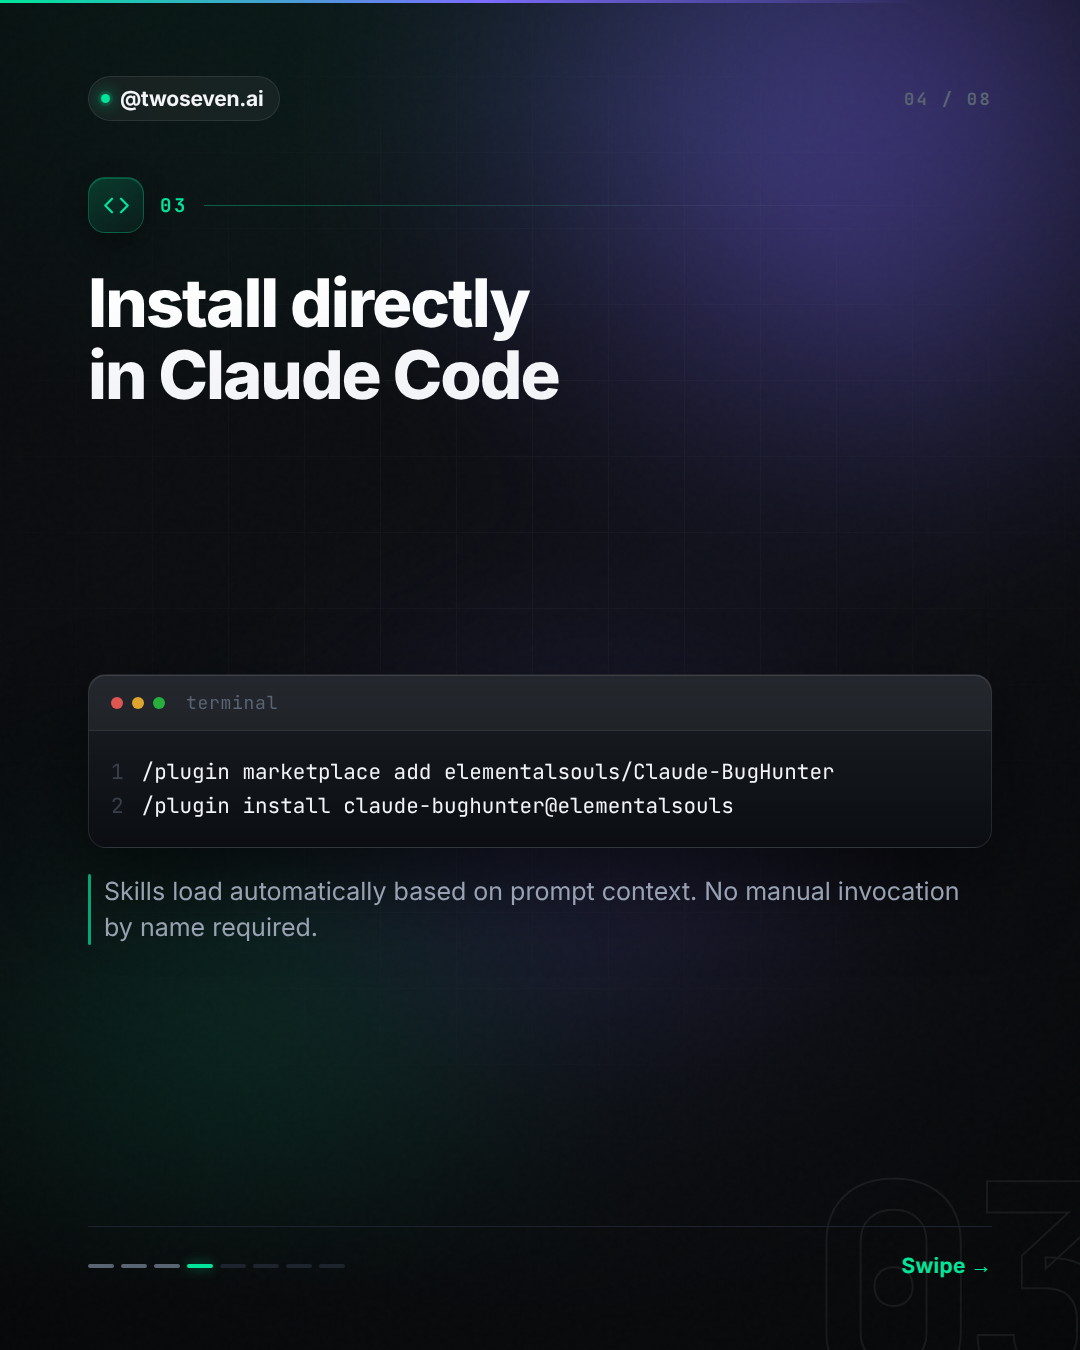 @twoseven.ai
04 / 08
03
Install directly
in Claude Code
terminal
1 /plugin marketplace add elementalsouls/Claude-BugHunter
2 /plugin install claude-bughunter@elementalsouls
Skills load automatically based on prompt context. No manual invocation
by name required.
Swipe →
03